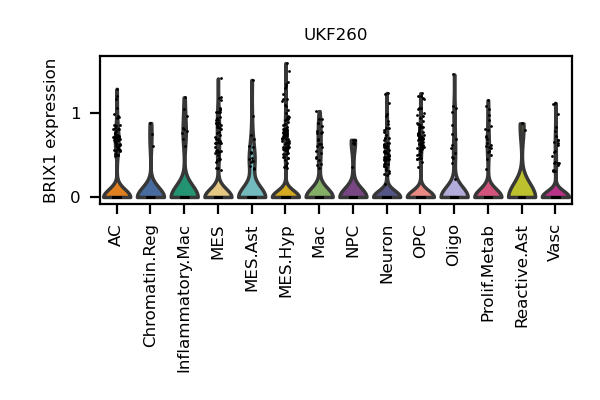 UKF260
BRIX1 expression
1
0
AC
Chromatin.Reg
Inflammatory.Mac
MES
MES.Ast
MES.Hyp
Mac
NPC
Neuron
OPC
Oligo
Prolif.Metab
Reactive.Ast
Vasc